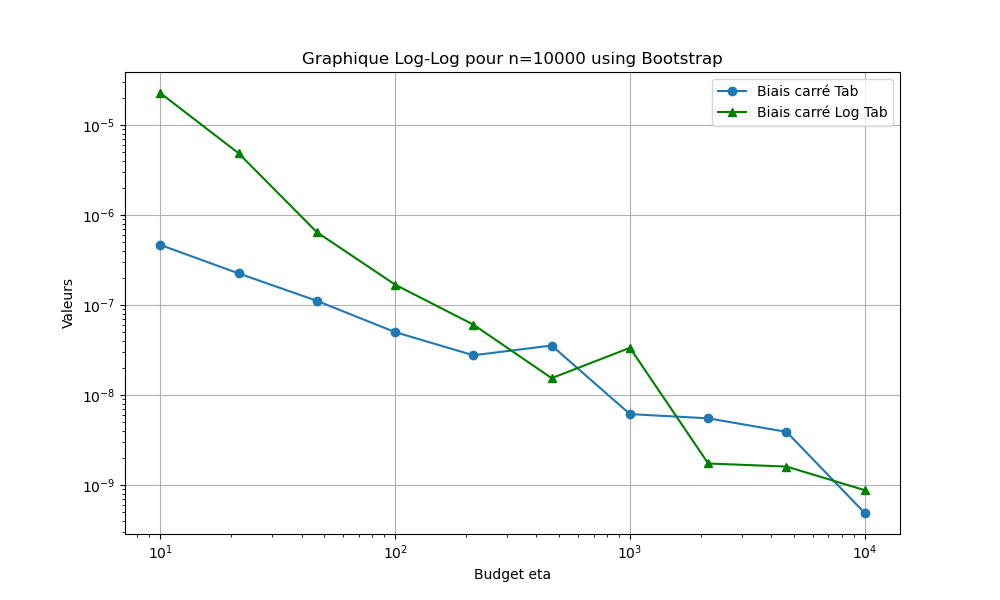 Graphique Log-Log pour n=10000 using Bootstrap
Biais carré Tab
Biais carré Log Tab
Valeurs
10⁻⁵
10⁻⁶
10⁻⁷
10⁻⁸
10⁻⁹
10¹ 10² 10³ 10⁴
Budget eta